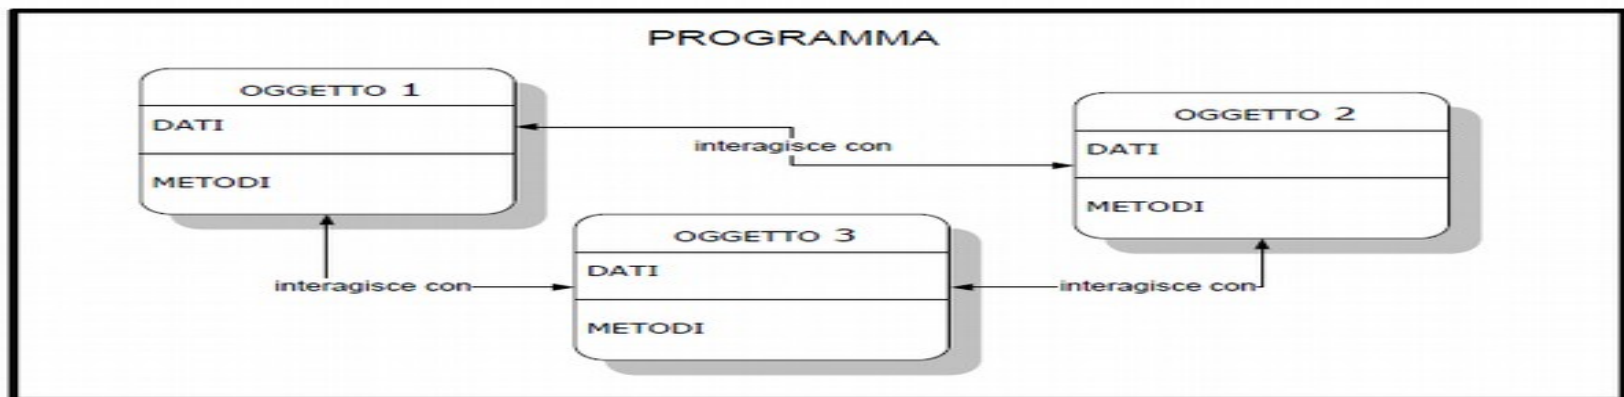 PROGRAMMA
OGGETTO 1
DATI
METODI
interagisce con
OGGETTO 2
DATI
METODI
interagisce con
OGGETTO 3
DATI
METODI
interagisce con